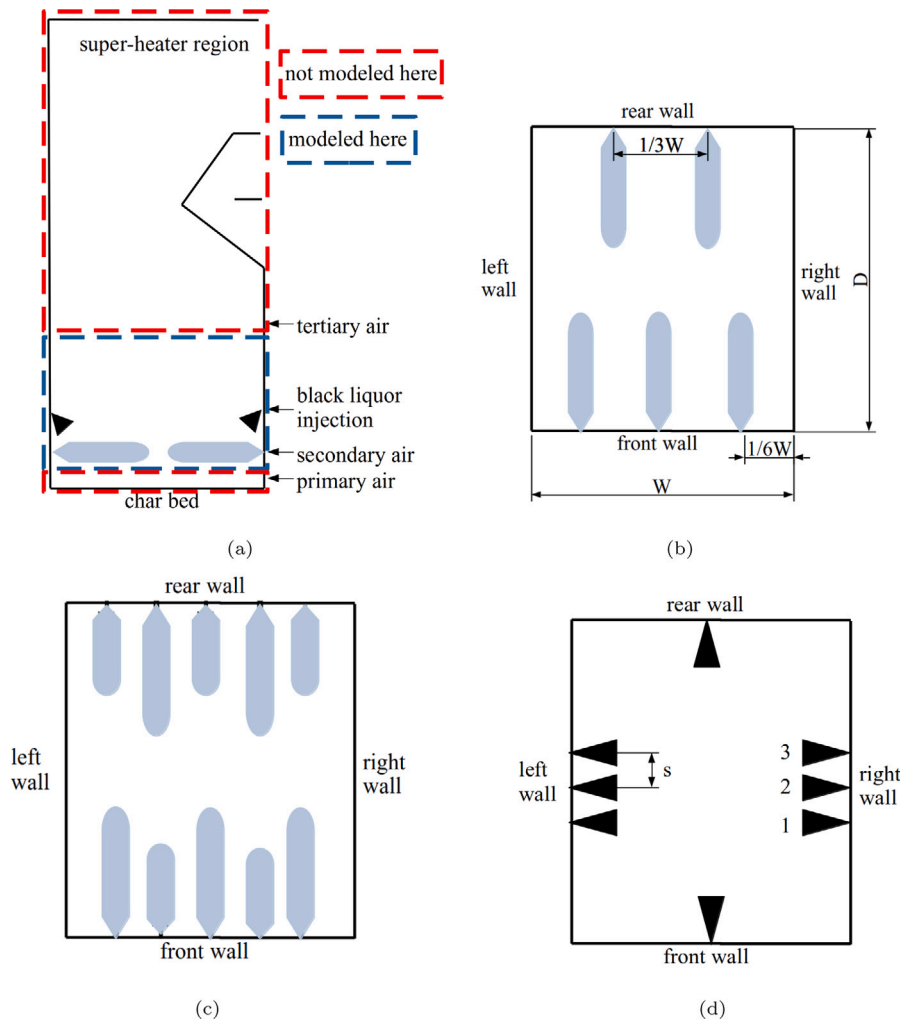 super-heater region
not modeled here
modeled here
tertiary air
black liquor
injection
secondary air
primary air
char bed
(a)
rear wall
1/3W
left
wall
right
wall
D
front wall
1/6W
W
(b)
rear wall
left
wall
right
wall
front wall
(c)
rear wall
left
wall
s
3
2
1
right
wall
front wall
(d)